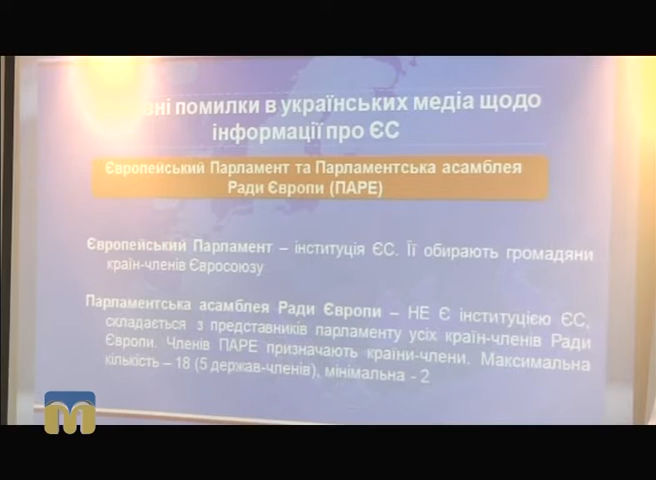 помилки в українських медіа щодо
інформації про ЄС
Європейський Парламент та Парламентська асамблея
Ради Європи (ПАРЕ)
Європейський Парламент – інституція ЄС. Її обирають громадяни
країн-членів Євросоюзу
Парламентська асамблея Ради Європи – НЕ Є інституцією ЄС,
складається з представників парламенту усіх країн-членів Ради
Європи. Членів ПАРЕ призначають країни-члени. Максимальна
кількість – 18 (5 держав-членів), мінімальна - 2